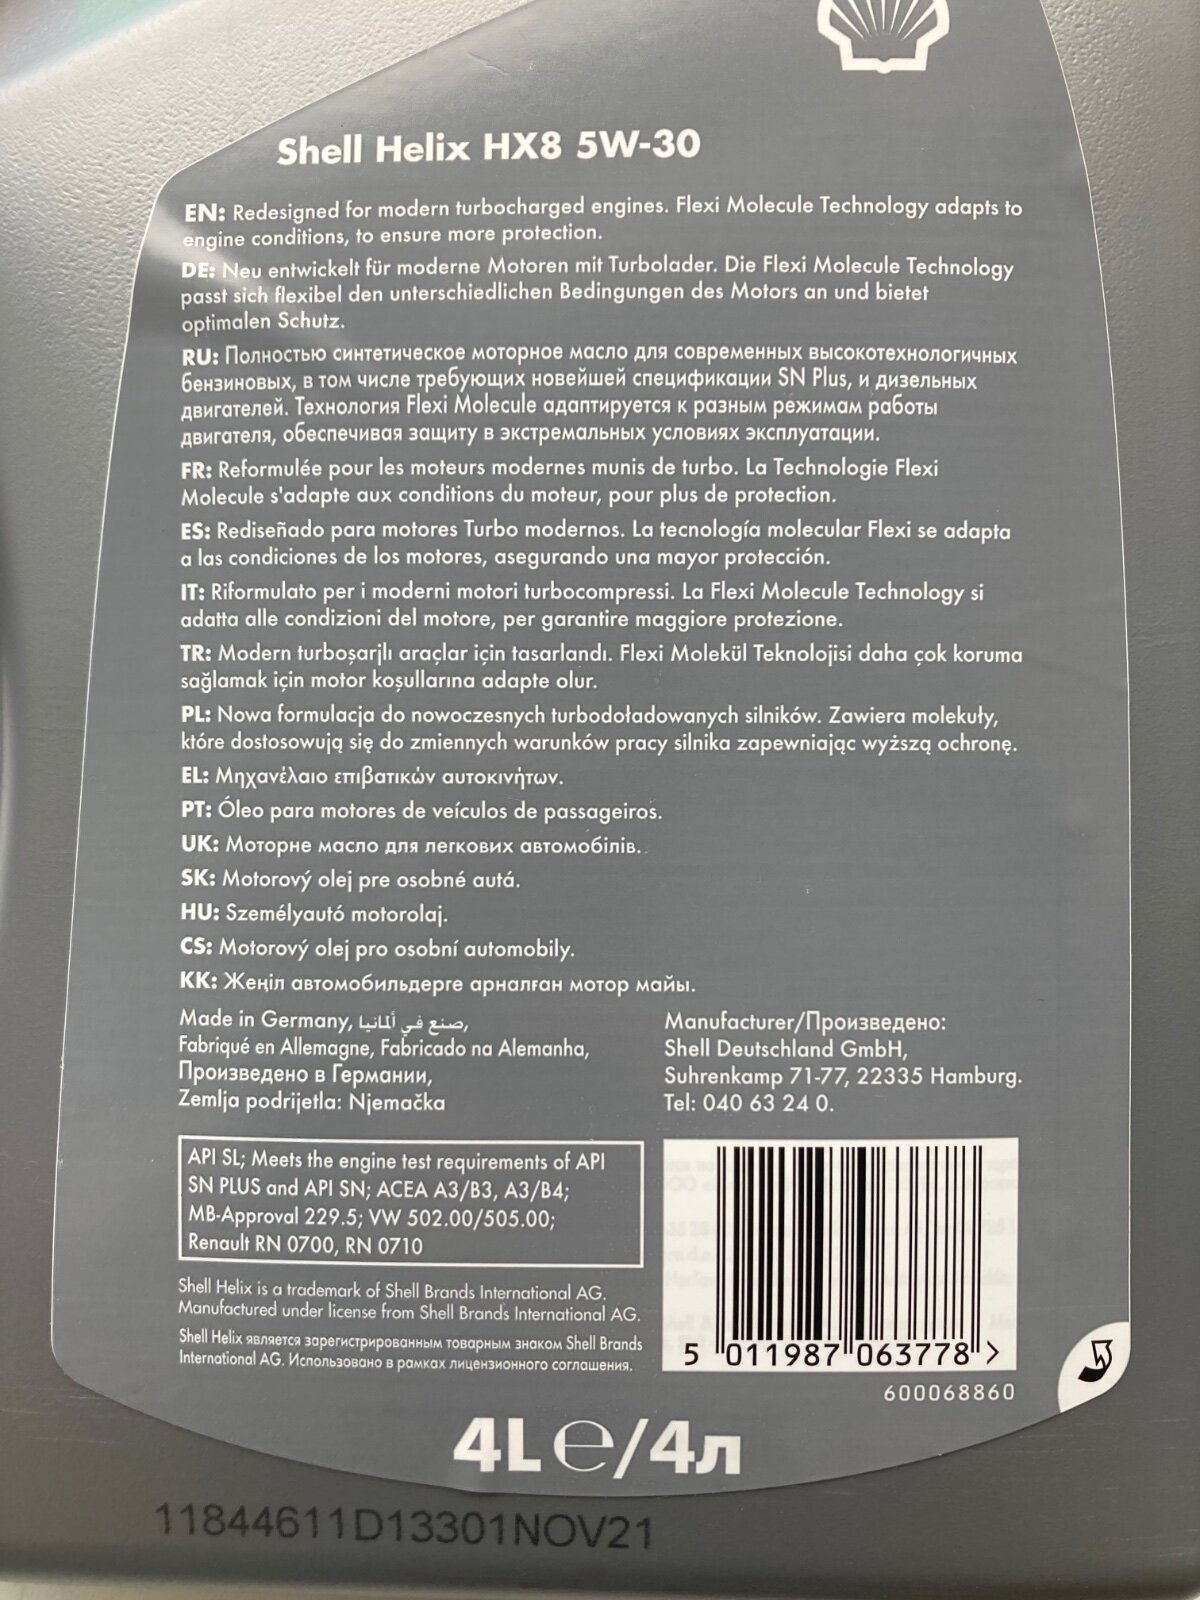 Shell Helix HX8 5W-30
EN: Redesigned for modern turbocharged engines. Flexi Molecule Technology adapts to
engine conditions, to ensure more protection.
DE: Neu entwickelt für moderne Motoren mit Turbolader. Die Flexi Molecule Technology
passt sich flexibel den unterschiedlichen Bedingungen des Motors an und bietet
optimalen Schutz.
RU: Полностью синтетическое моторное масло для современных высокотехнологичных
бензиновых, в том числе требующих новейшей спецификации SN Plus, и дизельных
двигателей. Технология Flexi Molecule адаптируется к разным режимам работы
двигателя, обеспечивая защиту в экстремальных условиях эксплуатации.
FR: Reformulée pour les moteurs modernes munis de turbo. La Technologie Flexi
Molecule s'adapte aux conditions du moteur, pour plus de protection.
ES: Rediseñado para motores Turbo modernos. La tecnología molecular Flexi se adapta
a las condiciones de los motores, asegurando una mayor protección.
IT: Riformulato per i moderni motori turbocompressi. La Flexi Molecule Technology si
adatta alle condizioni del motore, per garantire maggiore protezione.
TR: Modern turboşarjlı araçlar için tasarlandı. Flexi Molekül Teknolojisi daha çok koruma
sağlamak için motor koşullarına adapte olur.
PL: Nowa formulacja do nowoczesnych turbodoładowanych silników. Zawiera molekuły,
które dostosowują się do zmiennych warunków pracy silnika zapewniając wyższą ochronę.
EL: Μηχανέλαιο επιβατικών αυτοκινήτων.
PT: Óleo para motores de veículos de passageiros.
UK: Моторне масло для легкових автомобілів.
SK: Motorový olej pre osobné autá.
HU: Személyautó motorolaj.
CS: Motorový olej pro osobní automobily.
KK: Жеңіл автомобильдерге арналған мотор майы.
Made in Germany, صنع في ألمانيا,
Fabriqué en Allemagne, Fabricado na Alemanha,
Произведено в Германии,
Zemlja podrijetla: Njemačka
Manufacturer/Произведено:
Shell Deutschland GmbH,
Suhrenkamp 71-77, 22335 Hamburg.
Tel: 040 63 24 0.
API SL; Meets the engine test requirements of API
SN PLUS and API SN; ACEA A3/B3, A3/B4;
MB-Approval 229.5; VW 502.00/505.00;
Renault RN 0700, RN 0710
Shell Helix is a trademark of Shell Brands International AG.
Manufactured under license from Shell Brands International AG.
Shell Helix является зарегистрированным товарным знаком Shell Brands
International AG. Использовано в рамках лицензионного соглашения.
5 011987 063778 >
600068860
4L e/4л
11844611D13301NOV21